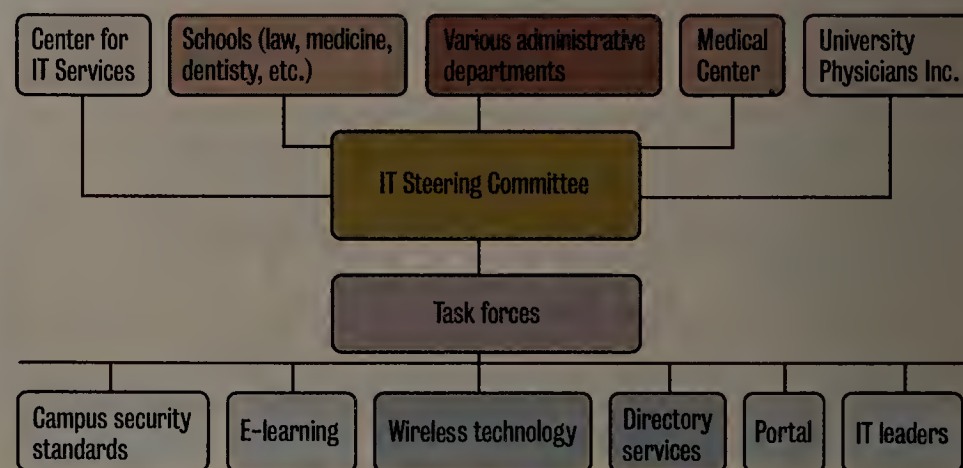 Center for
IT Services
Schools (law, medicine,
dentisty, etc.)
Various administrative
departments
Medical
Center
University
Physicians Inc.
IT Steering Committee
Task forces
Campus security
standards
E-learning
Wireless technology
Directory
services
Portal
IT leaders